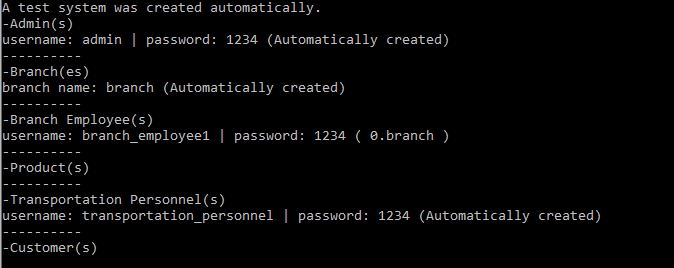 A test system was created automatically.
-Admin(s)
username: admin | password: 1234 (Automatically created)
----------
-Branch(es)
branch name: branch (Automatically created)
----------
-Branch Employee(s)
username: branch_employee1 | password: 1234 ( 0.branch )
----------
-Product(s)
----------
-Transportation Personnel(s)
username: transportation_personnel | password: 1234 (Automatically created)
----------
-Customer(s)